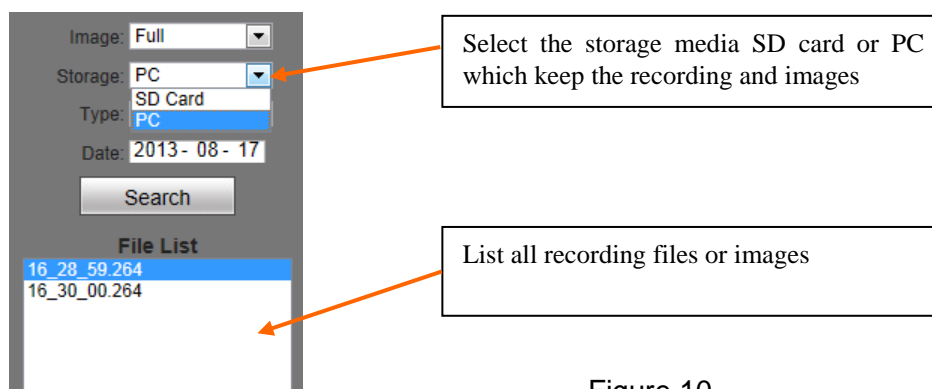 Image: Full
Storage: PC
SD Card
Type: PC
Date: 2013- 08- 17
Search
File List
16_28_59.264
16_30_00.264
Select the storage media SD card or PC
which keep the recording and images
List all recording files or images
Figure 10